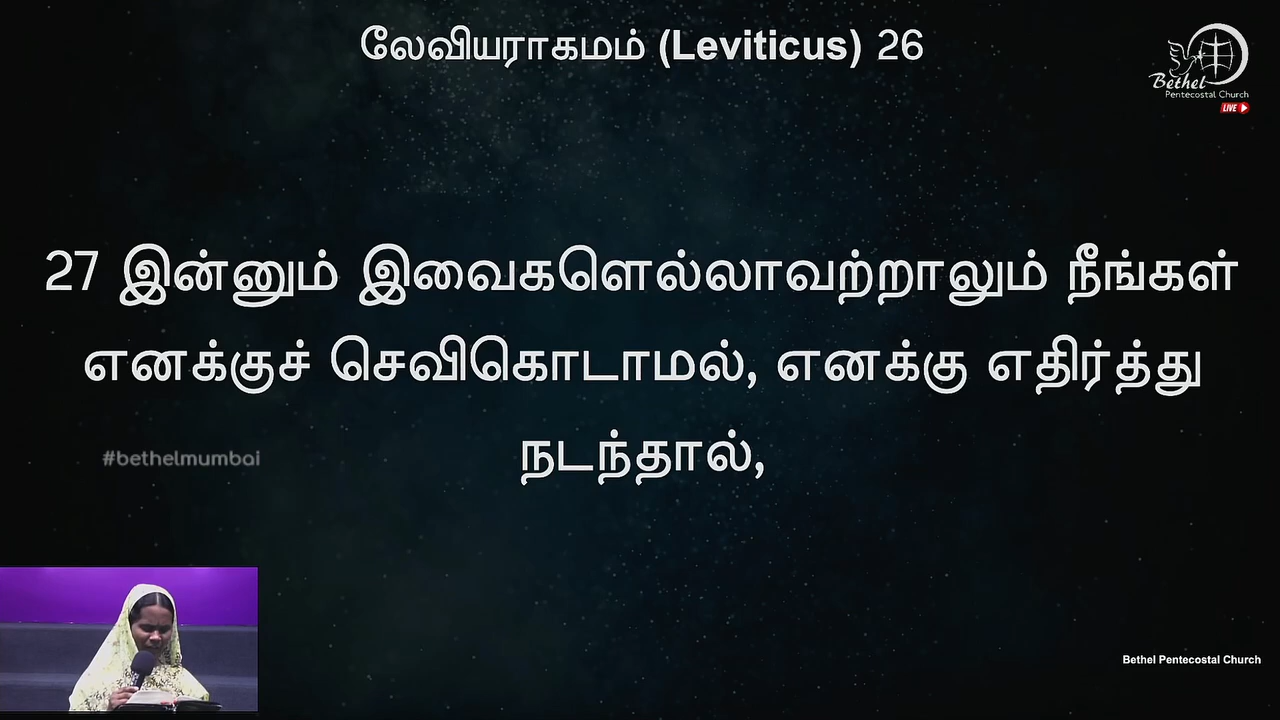 லேவியராகமம் (Leviticus) 26
Bethel
Pentecostal Church
LIVE
27 இன்னும் இவைகளெல்லாவற்றாலும் நீங்கள்
எனக்குச் செவிகொடாமல், எனக்கு எதிர்த்து
நடந்தால்,
#bethelmumbai
Bethel Pentecostal Church